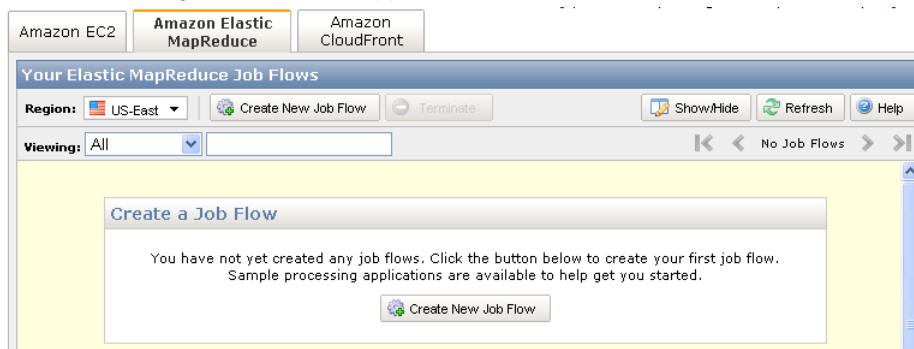 Amazon EC2
Amazon Elastic
MapReduce
Amazon
CloudFront
Your Elastic MapReduce Job Flows
Region: US-East Create New Job Flow Terminate Show/Hide Refresh Help
Viewing: All No Job Flows
Create a Job Flow
You have not yet created any job flows. Click the button below to create your first job flow.
Sample processing applications are available to help get you started.
Create New Job Flow